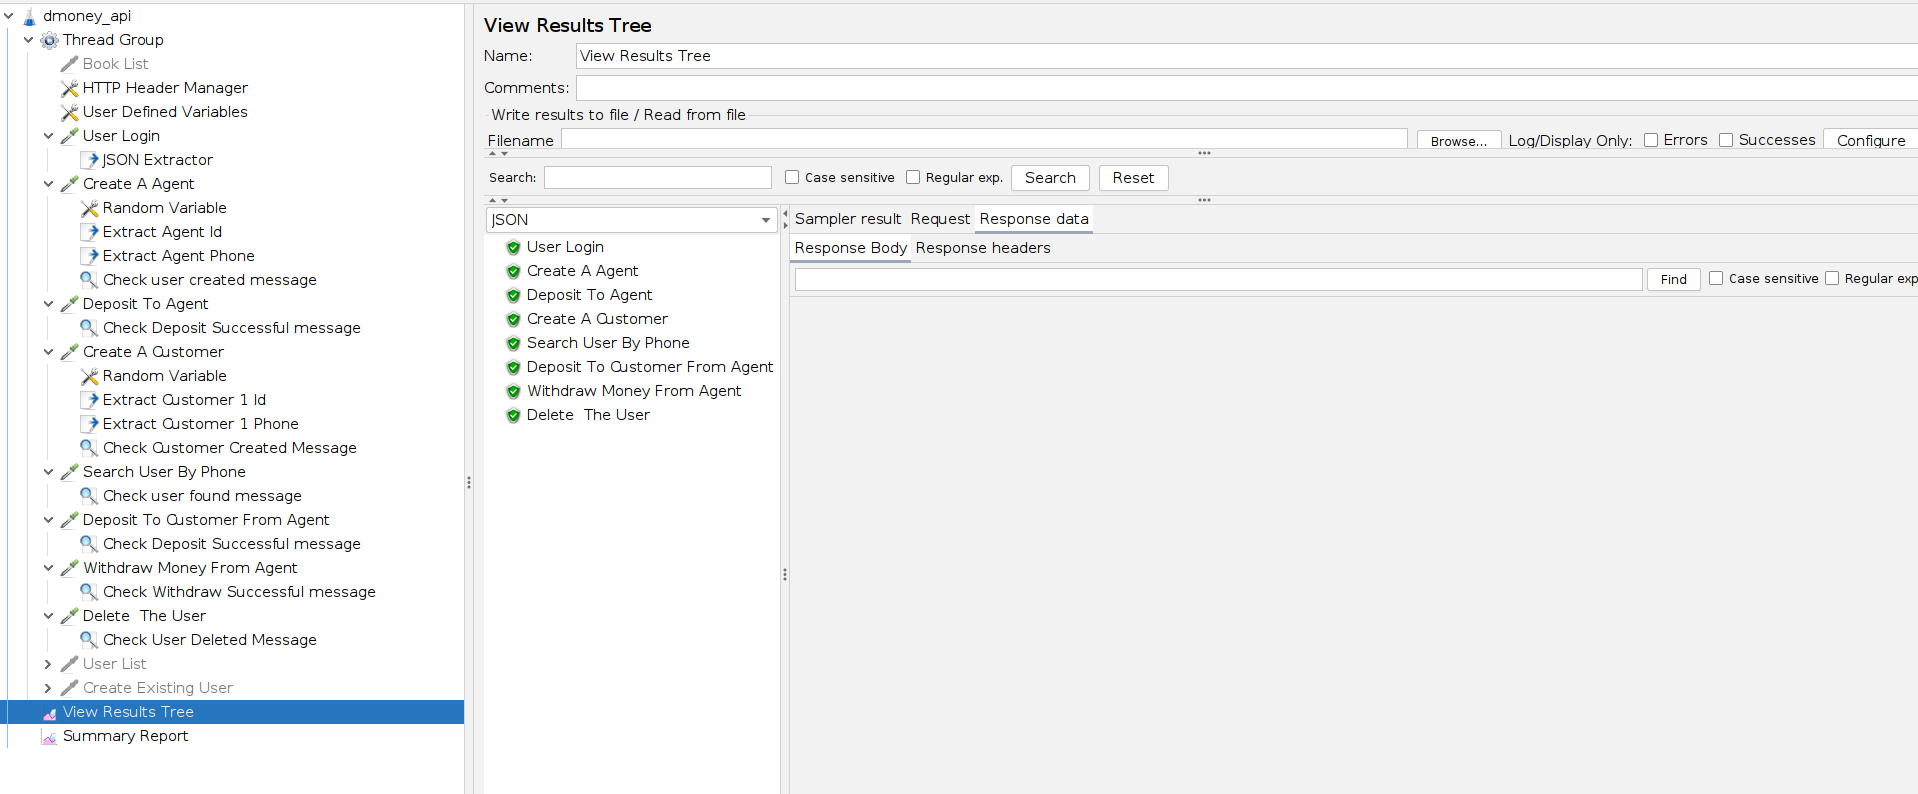 dmoney_api
Thread Group
Book List
HTTP Header Manager
User Defined Variables
User Login
JSON Extractor
Create A Agent
Random Variable
Extract Agent Id
Extract Agent Phone
Check user created message
Deposit To Agent
Check Deposit Successful message
Create A Customer
Random Variable
Extract Customer 1 Id
Extract Customer 1 Phone
Check Customer Created Message
Search User By Phone
Check user found message
Deposit To Customer From Agent
Check Deposit Successful message
Withdraw Money From Agent
Check Withdraw Successful message
Delete  The User
Check User Deleted Message
User List
Create Existing User
View Results Tree
Summary Report
View Results Tree
Name: View Results Tree
Comments:
Write results to file / Read from file
Filename Browse... Log/Display Only: Errors Successes Configure
Search: Case sensitive Regular exp. Search Reset
JSON
User Login
Create A Agent
Deposit To Agent
Create A Customer
Search User By Phone
Deposit To Customer From Agent
Withdraw Money From Agent
Delete  The User
Sampler result Request Response data
Response Body Response headers
Find Case sensitive Regular exp